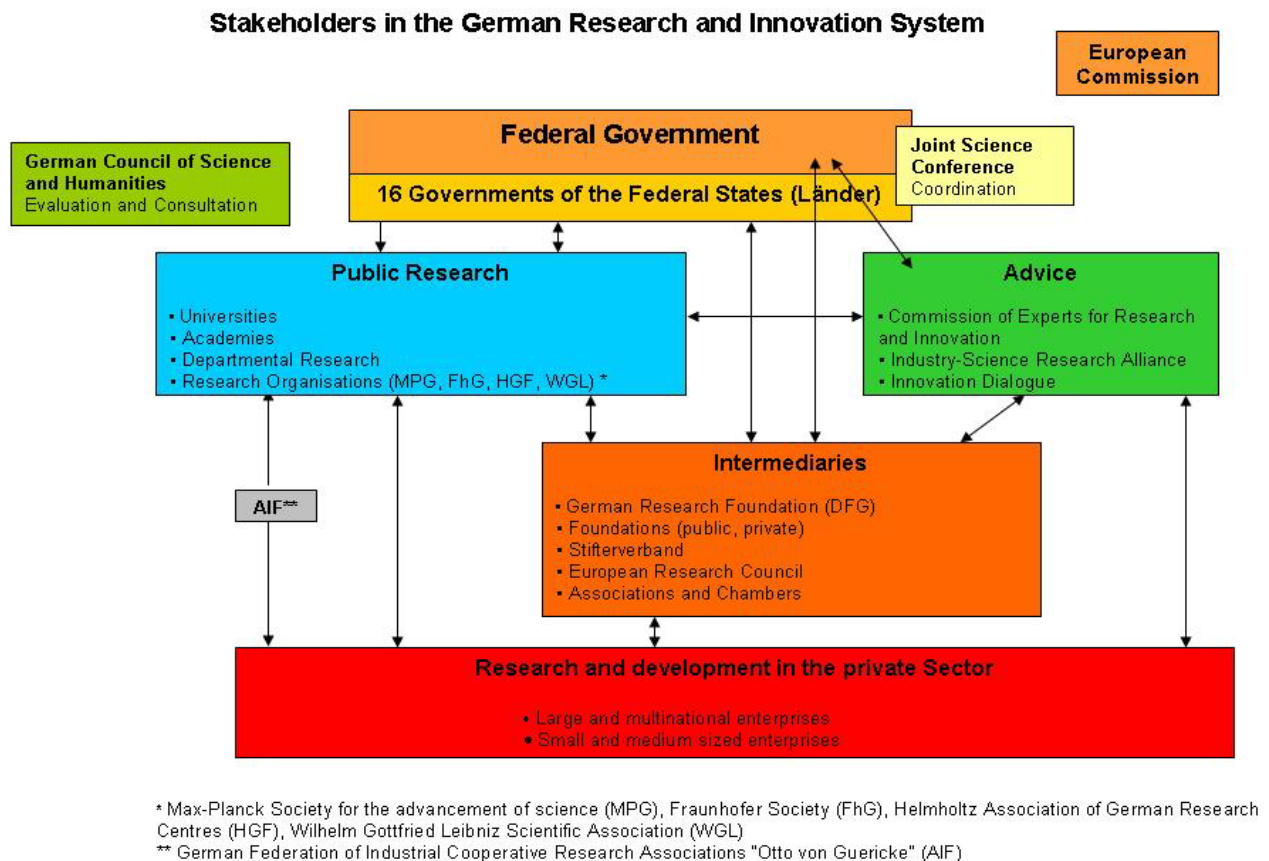 Stakeholders in the German Research and Innovation System
European
Commission
Federal Government
German Council of Science
and Humanities
Evaluation and Consultation
Joint Science
Conference
Coordination
16 Governments of the Federal States (Länder)
Public Research
▪ Universities
▪ Academies
▪ Departmental Research
▪ Research Organisations (MPG, FhG, HGF, WGL) *
Advice
▪ Commission of Experts for Research
and Innovation
▪ Industry-Science Research Alliance
▪ Innovation Dialogue
Intermediaries
▪ German Research Foundation (DFG)
▪ Foundations (public, private)
▪ Stifterverband
▪ European Research Council
▪ Associations and Chambers
AIF**
Research and development in the private Sector
• Large and multinational enterprises
• Small and medium sized enterprises
* Max-Planck Society for the advancement of science (MPG), Fraunhofer Society (FhG), Helmholtz Association of German Research
Centres (HGF), Wilhelm Gottfried Leibniz Scientific Association (WGL)
** German Federation of Industrial Cooperative Research Associations "Otto von Guericke" (AIF)